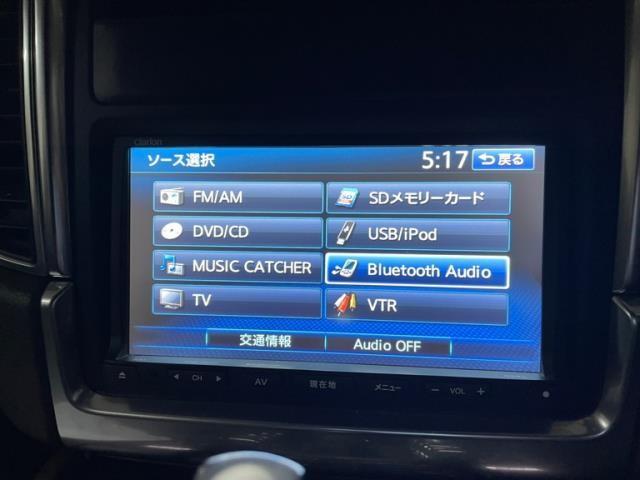 clarion
ソース選択 5:17 戻る
FM/AM SDメモリーカード
DVD/CD USB/iPod
MUSIC CATCHER Bluetooth Audio
TV VTR
交通情報 Audio OFF
CH AV 現在地 メニュー − VOL +